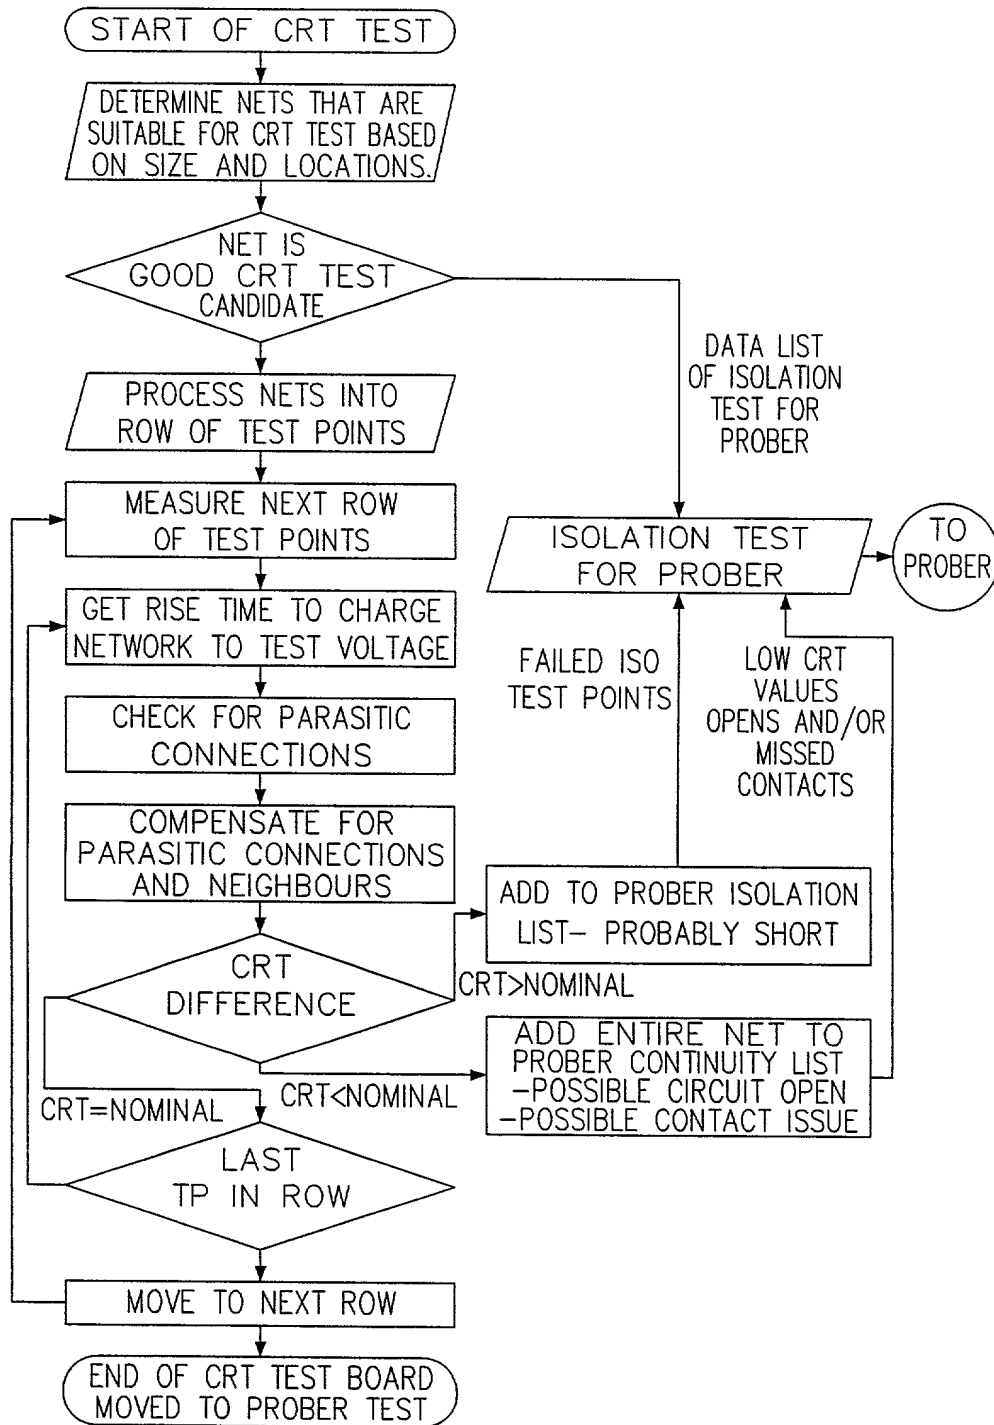 START OF CRT TEST
DETERMINE NETS THAT ARE
SUITABLE FOR CRT TEST BASED
ON SIZE AND LOCATIONS.
NET IS
GOOD CRT TEST
CANDIDATE
DATA LIST
OF ISOLATION
TEST FOR
PROBER
PROCESS NETS INTO
ROW OF TEST POINTS
MEASURE NEXT ROW
OF TEST POINTS
ISOLATION TEST
FOR PROBER
TO
PROBER
GET RISE TIME TO CHARGE
NETWORK TO TEST VOLTAGE
FAILED ISO
TEST POINTS
LOW CRT
VALUES
OPENS AND/OR
MISSED
CONTACTS
CHECK FOR PARASITIC
CONNECTIONS
COMPENSATE FOR
PARASITIC CONNECTIONS
AND NEIGHBOURS
ADD TO PROBER ISOLATION
LIST- PROBABLY SHORT
CRT
DIFFERENCE
CRT>NOMINAL
ADD ENTIRE NET TO
PROBER CONTINUITY LIST
-POSSIBLE CIRCUIT OPEN
-POSSIBLE CONTACT ISSUE
CRT<NOMINAL
CRT=NOMINAL
LAST
TP IN ROW
MOVE TO NEXT ROW
END OF CRT TEST BOARD
MOVED TO PROBER TEST